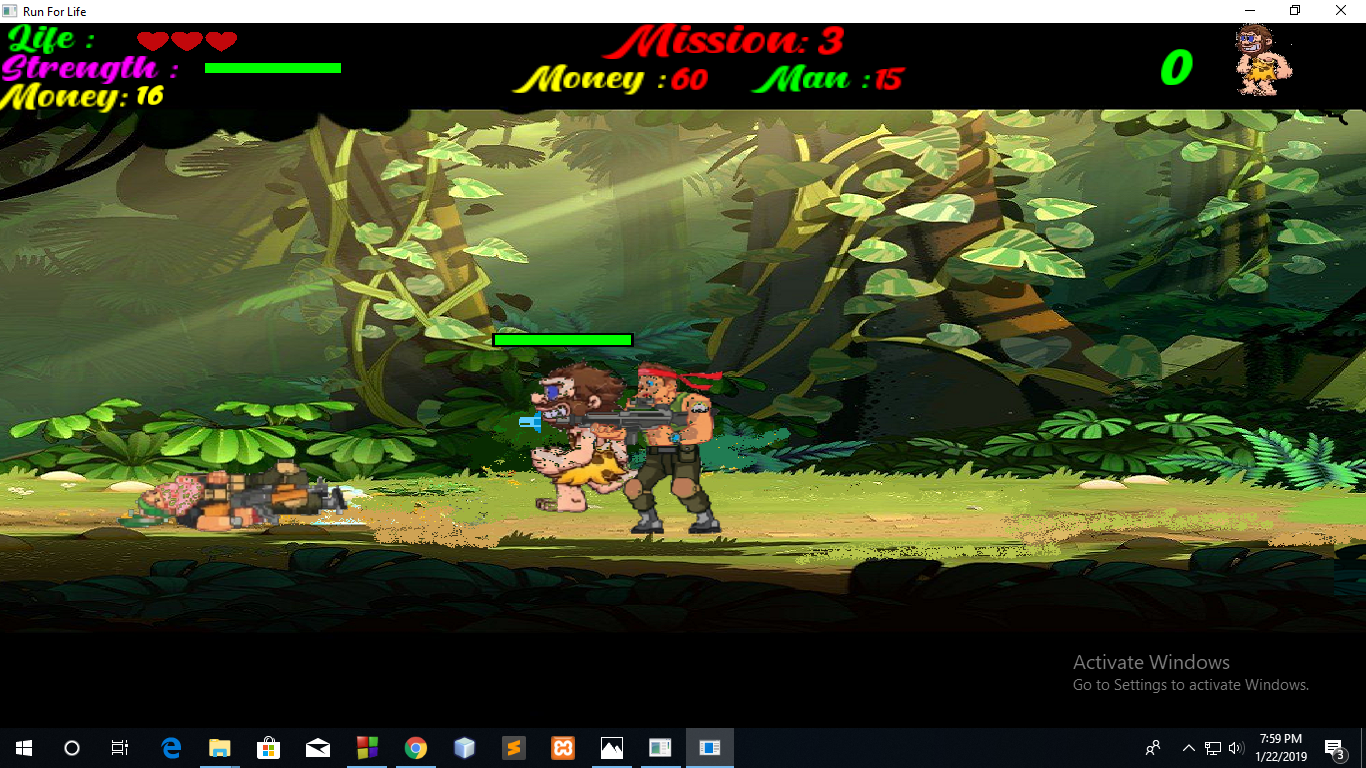 Run For Life
Life :
Mission: 3
Strength :
Money : 60 Man : 15
0
Money: 16
Activate Windows
Go to Settings to activate Windows.
7:59 PM
1/22/2019
3